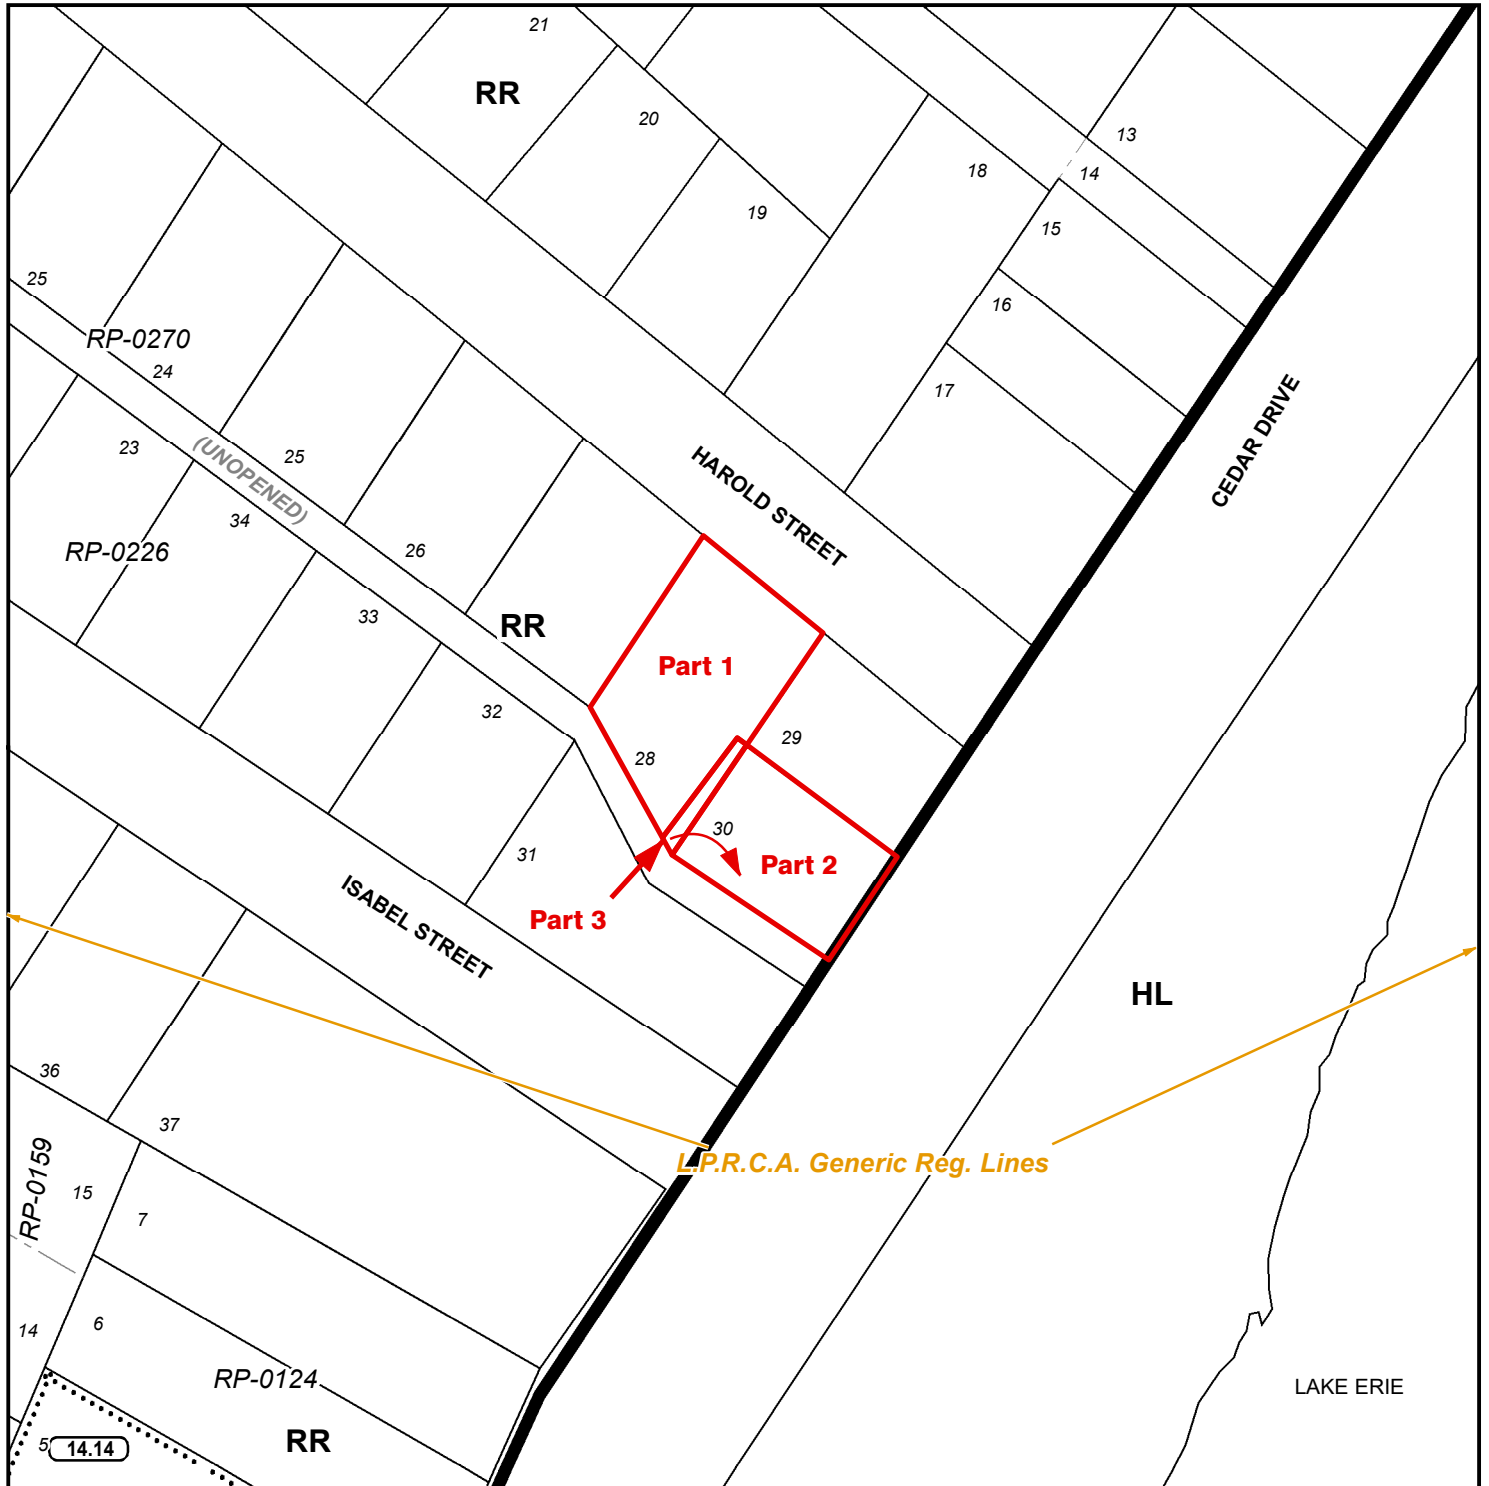 21
RR
20
13
18
14
19
15
25
16
RP-0270
24
17
CEDAR DRIVE
23
(UNOPENED)
25
HAROLD STREET
34
RP-0226
26
33
RR
Part 1
32
29
28
30
31
Part 2
ISABEL STREET
Part 3
HL
36
37
L.P.R.C.A. Generic Reg. Lines
RP-0159
15
7
14
6
RP-0124
LAKE ERIE
RR
5
14.14